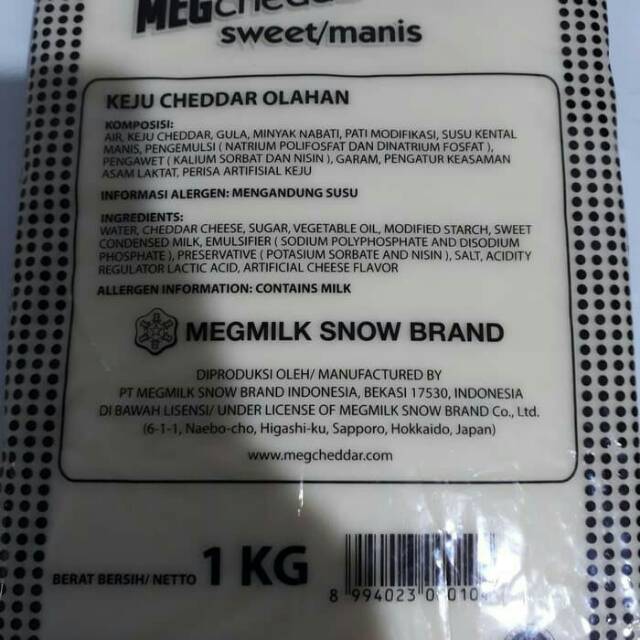 MEGcheddar
sweet/manis
KEJU CHEDDAR OLAHAN
KOMPOSISI:
AIR, KEJU CHEDDAR, GULA, MINYAK NABATI, PATI MODIFIKASI, SUSU KENTAL
MANIS, PENGEMULSI ( NATRIUM POLIFOSFAT DAN DINATRIUM FOSFAT ),
PENGAWET ( KALIUM SORBAT DAN NISIN ), GARAM, PENGATUR KEASAMAN
ASAM LAKTAT, PERISA ARTIFISIAL KEJU
INFORMASI ALERGEN: MENGANDUNG SUSU
INGREDIENTS:
WATER, CHEDDAR CHEESE, SUGAR, VEGETABLE OIL, MODIFIED STARCH, SWEET
CONDENSED MILK, EMULSIFIER ( SODIUM POLYPHOSPHATE AND DISODIUM
PHOSPHATE ), PRESERVATIVE ( POTASIUM SORBATE AND NISIN ), SALT, ACIDITY
REGULATOR LACTIC ACID, ARTIFICIAL CHEESE FLAVOR
ALLERGEN INFORMATION: CONTAINS MILK
MEGMILK SNOW BRAND
DIPRODUKSI OLEH/ MANUFACTURED BY
PT MEGMILK SNOW BRAND INDONESIA, BEKASI 17530, INDONESIA
DI BAWAH LISENSI/ UNDER LICENSE OF MEGMILK SNOW BRAND Co., Ltd.
(6-1-1, Naebo-cho, Higashi-ku, Sapporo, Hokkaido, Japan)
www.megcheddar.com
BERAT BERSIH/ NETTO 1 KG
8 994023